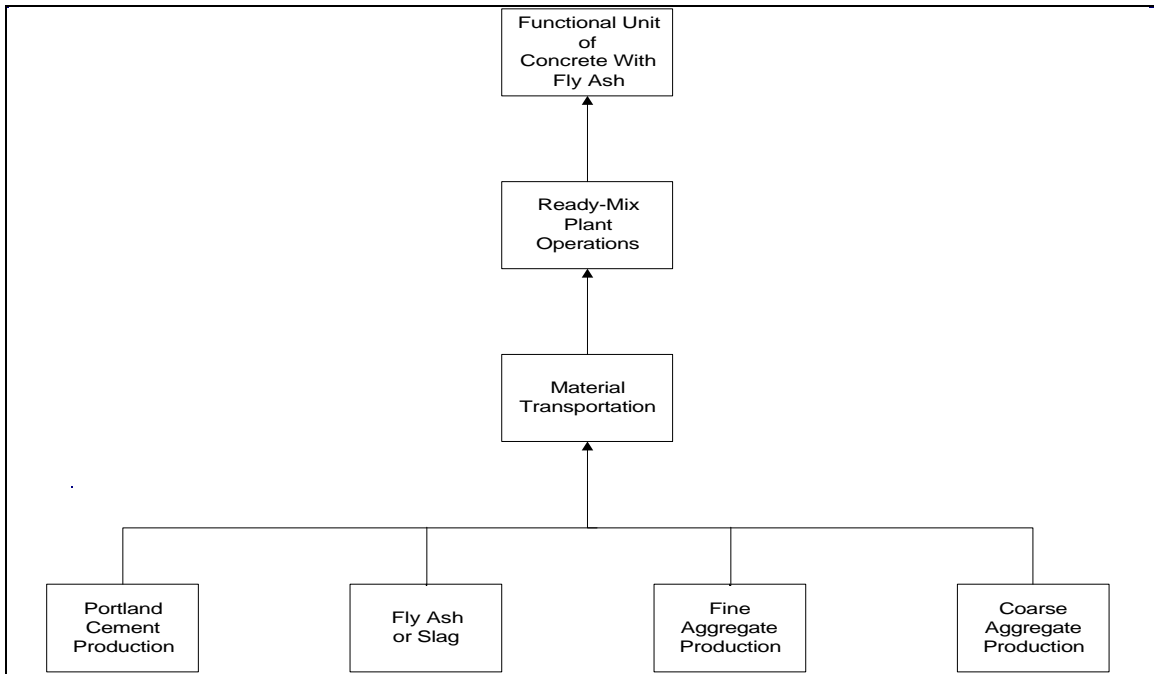 Functional Unit
of
Concrete With
Fly Ash
Ready-Mix
Plant
Operations
Material
Transportation
Portland
Cement
Production
Fly Ash
or Slag
Fine
Aggregate
Production
Coarse
Aggregate
Production